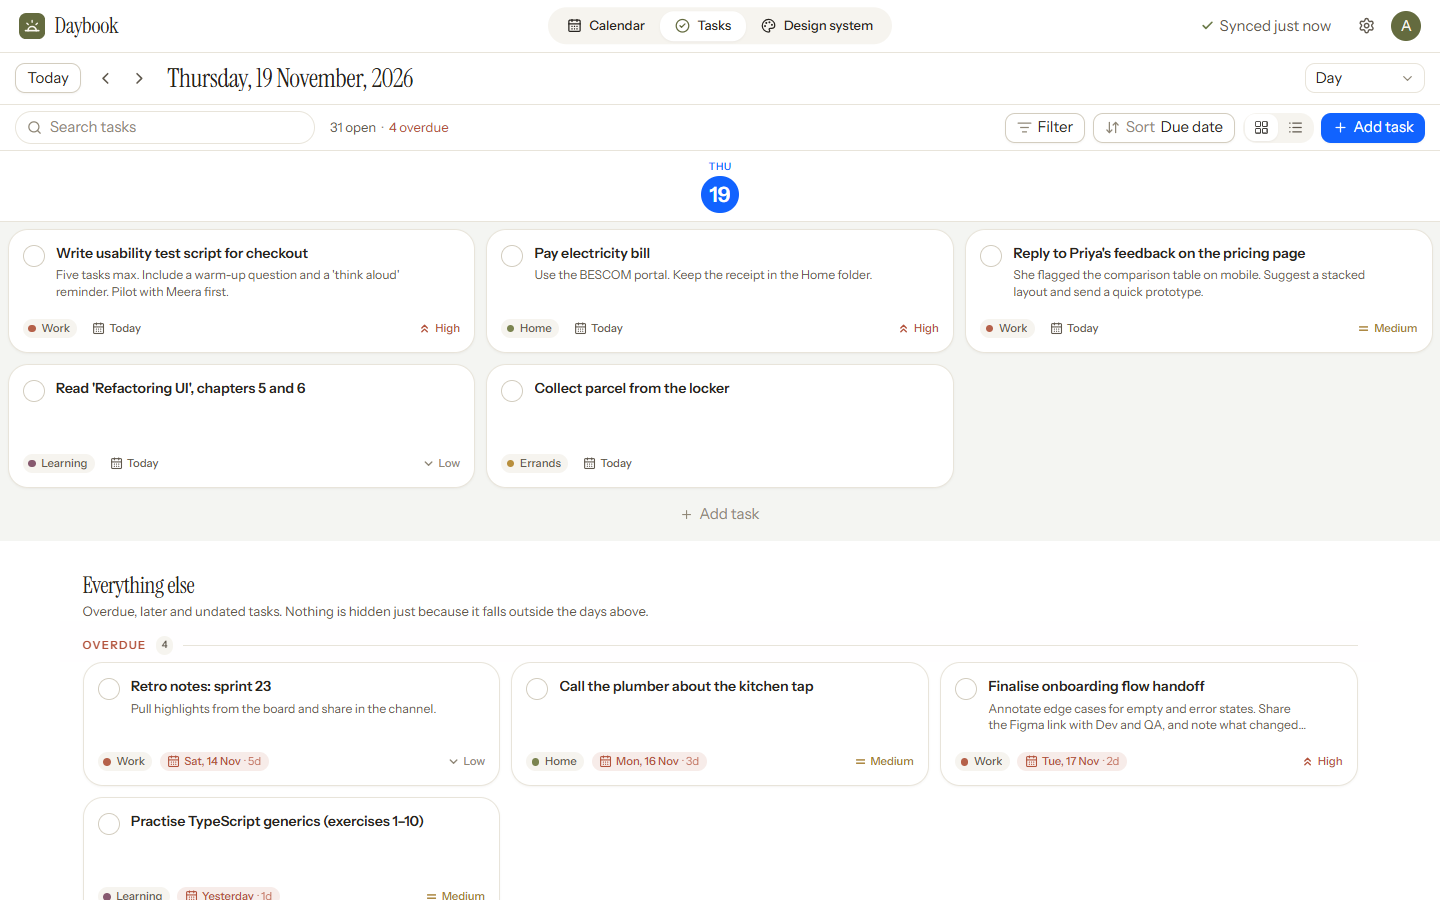 Daybook
Calendar
Tasks
Design system
Synced just now
A
Today
Thursday, 19 November, 2026
Day
Search tasks
31 open · 4 overdue
Filter
Sort Due date
Add task
THU
19
Write usability test script for checkout
Five tasks max. Include a warm-up question and a 'think aloud'
reminder. Pilot with Meera first.
Work
Today
High
Pay electricity bill
Use the BESCOM portal. Keep the receipt in the Home folder.
Home
Today
High
Reply to Priya's feedback on the pricing page
She flagged the comparison table on mobile. Suggest a stacked
layout and send a quick prototype.
Work
Today
Medium
Read 'Refactoring UI', chapters 5 and 6
Learning
Today
Low
Collect parcel from the locker
Errands
Today
Add task
Everything else
Overdue, later and undated tasks. Nothing is hidden just because it falls outside the days above.
OVERDUE 4
Retro notes: sprint 23
Pull highlights from the board and share in the channel.
Work
Sat, 14 Nov · 5d
Low
Call the plumber about the kitchen tap
Home
Mon, 16 Nov · 3d
Medium
Finalise onboarding flow handoff
Annotate edge cases for empty and error states. Share
the Figma link with Dev and QA, and note what changed...
Work
Tue, 17 Nov · 2d
High
Practise TypeScript generics (exercises 1–10)
Learning
Yesterday · 1d
Medium